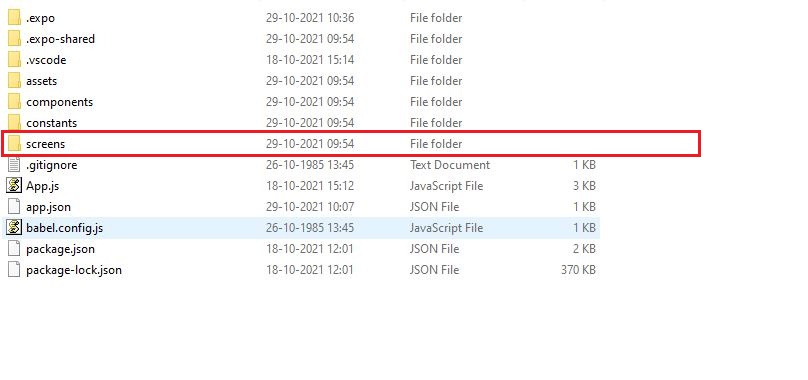 .expo 29-10-2021 10:36 File folder
.expo-shared 29-10-2021 09:54 File folder
.vscode 18-10-2021 15:14 File folder
assets 29-10-2021 09:54 File folder
components 29-10-2021 09:54 File folder
constants 29-10-2021 09:54 File folder
screens 29-10-2021 09:54 File folder
.gitignore 26-10-1985 13:45 Text Document 1 KB
App.js 18-10-2021 15:12 JavaScript File 3 KB
app.json 29-10-2021 10:07 JSON File 1 KB
babel.config.js 26-10-1985 13:45 JavaScript File 1 KB
package.json 18-10-2021 12:01 JSON File 2 KB
package-lock.json 18-10-2021 12:01 JSON File 370 KB